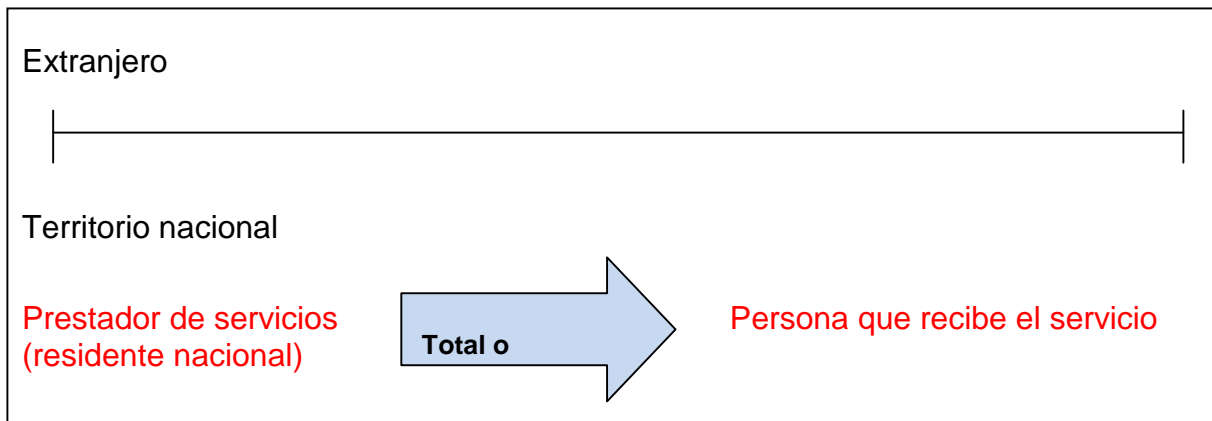 Extranjero
Territorio nacional
Prestador de servicios
(residente nacional)
Total o
Persona que recibe el servicio